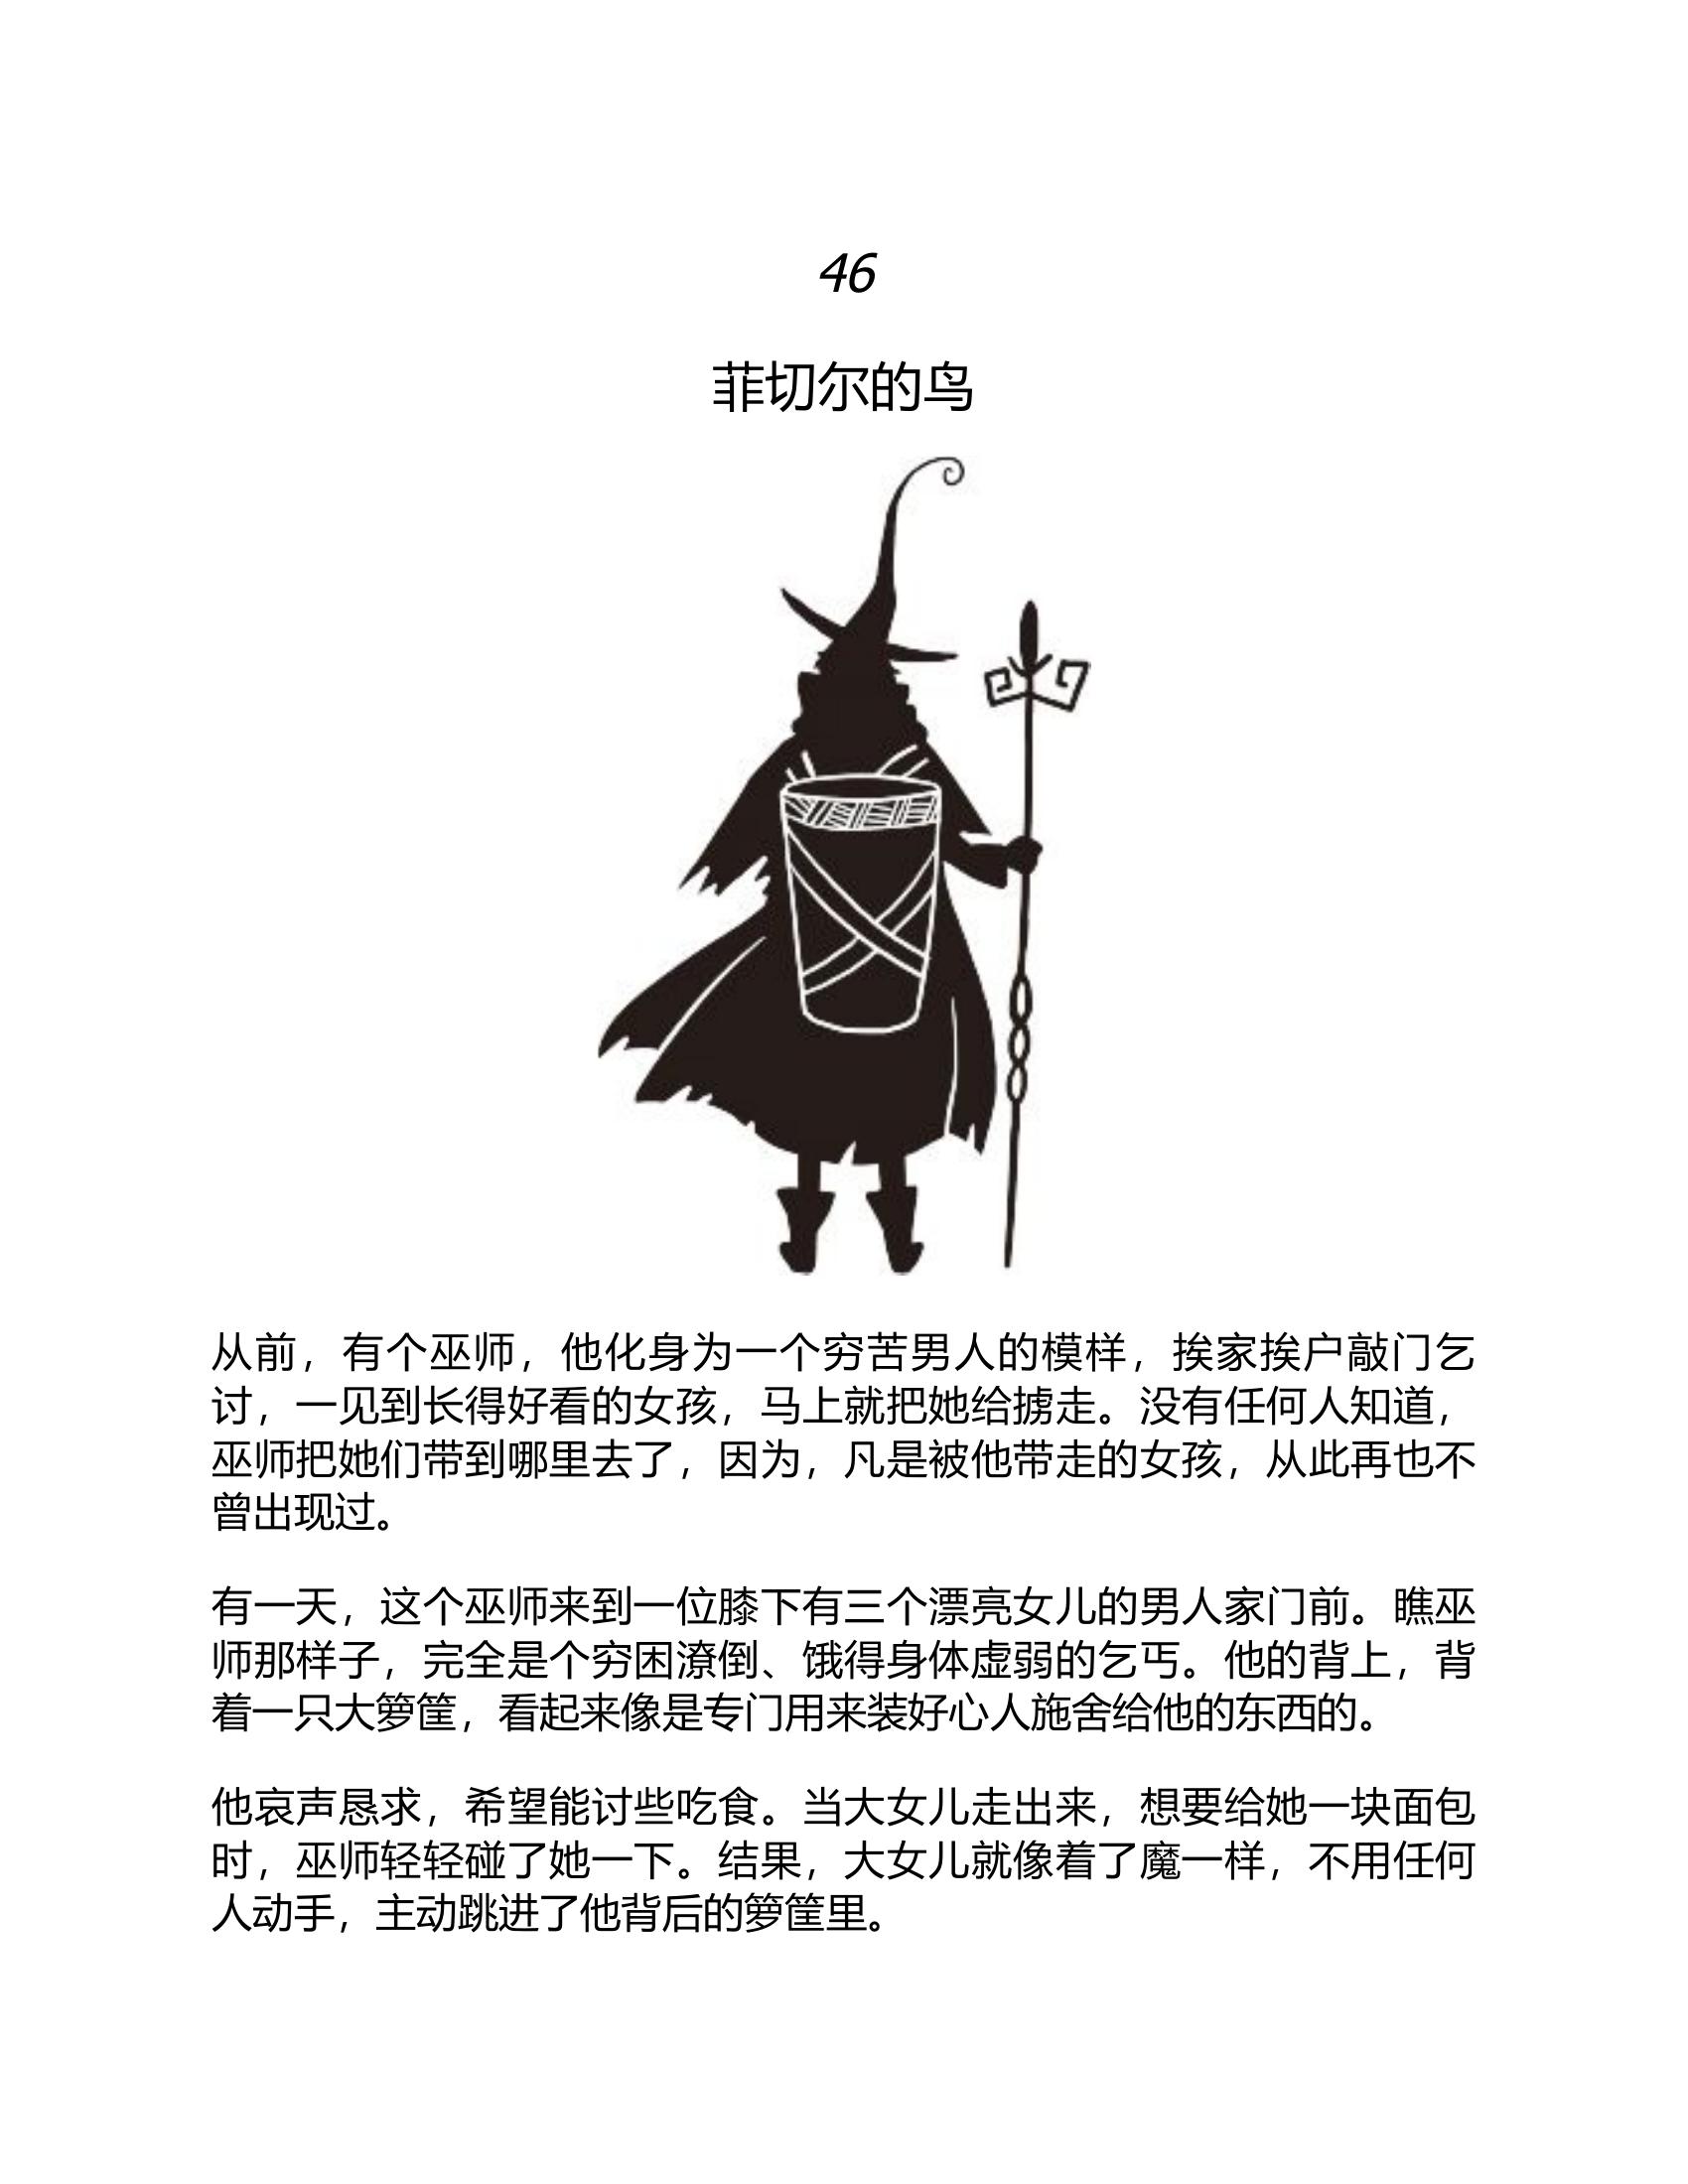 46
菲切尔的鸟
从前，有个巫师，他化身为一个穷苦男人的模样，挨家挨户敲门乞
讨，一见到长得好看的女孩，马上就把她给掳走。没有任何人知道，
巫师把她们带到哪里去了，因为，凡是被他带走的女孩，从此再也不
曾出现过。
有一天，这个巫师来到一位膝下有三个漂亮女儿的男人家门前。瞧巫
师那样子，完全是个穷困潦倒、饿得身体虚弱的乞丐。他的背上，背
着一只大箩筐，看起来像是专门用来装好心人施舍给他的东西的。
他哀声恳求，希望能讨些吃食。当大女儿走出来，想要给她一块面包
时，巫师轻轻碰了她一下。结果，大女儿就像着了魔一样，不用任何
人动手，主动跳进了他背后的箩筐里。